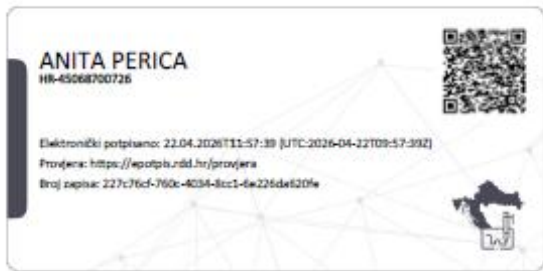 ANITA PERICA
HR-45068700726
Elektronički potpisano: 22.04.2026T11:57:39 (UTC:2026-04-22T09:57:39Z)
Provjera: https://epotpis.rdd.hr/provjera
Broj zapisa: 227c76cf-760c-4034-8cc1-6e226da620fe